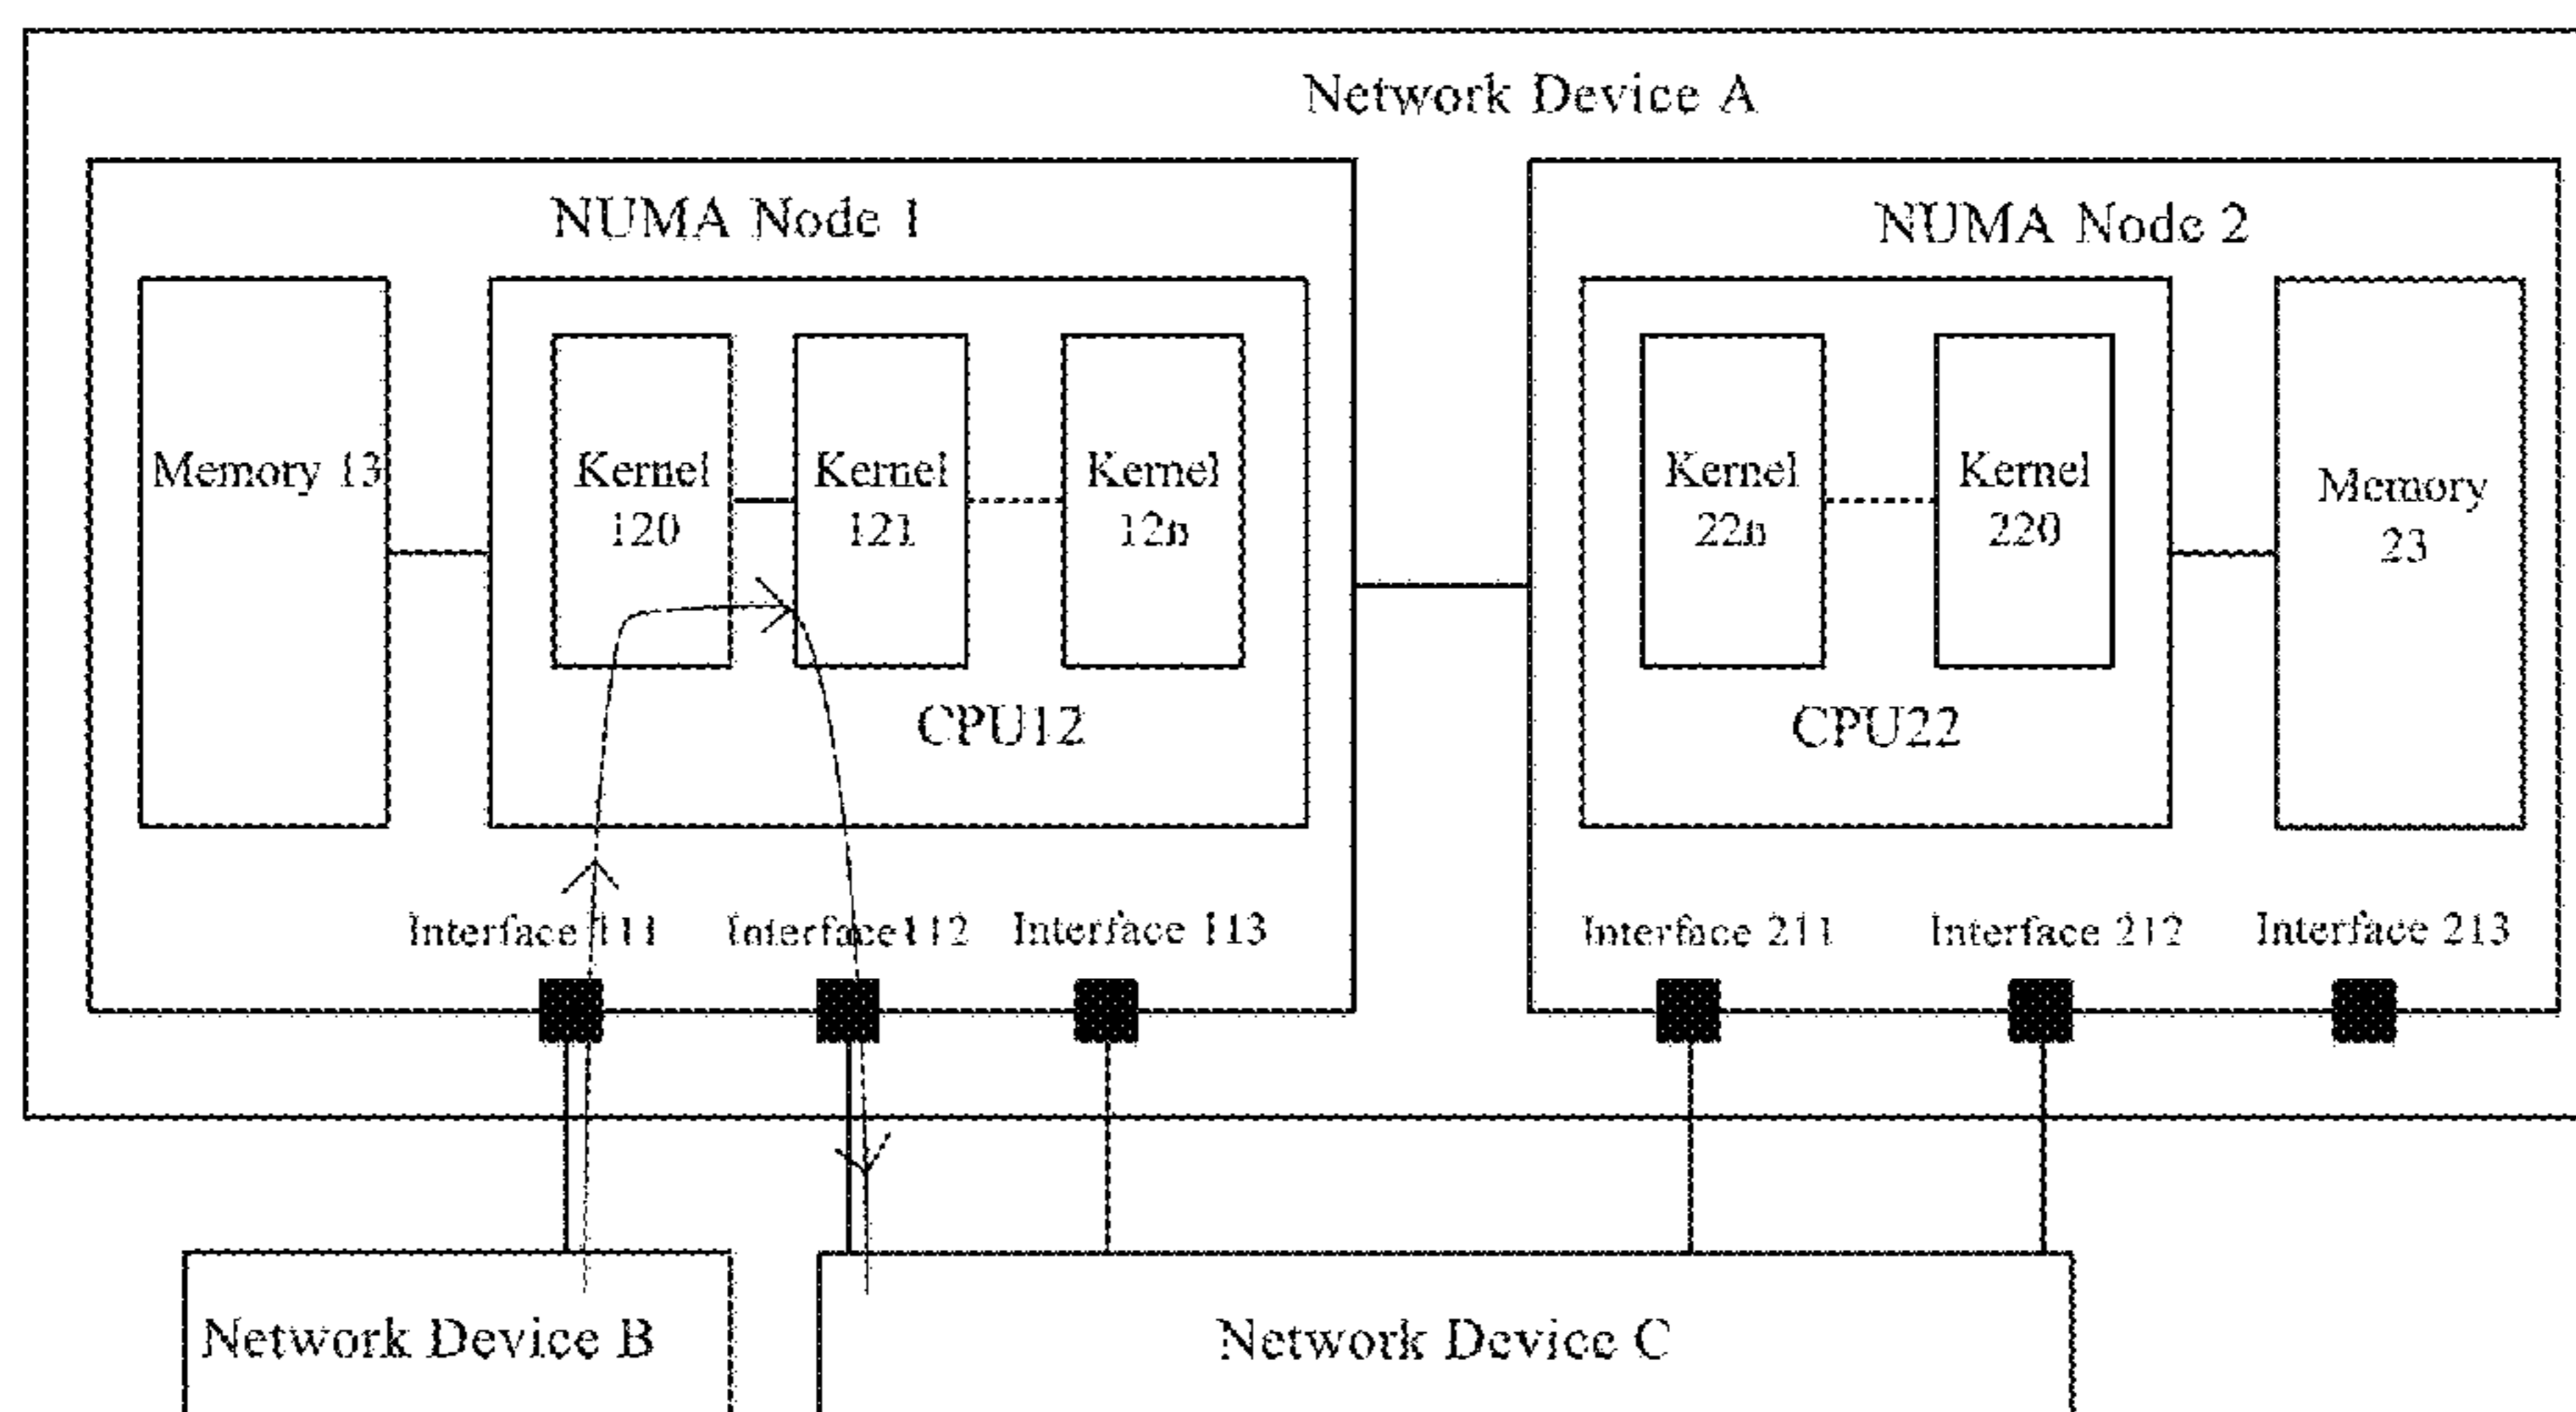 Network Device A
NUMA Node 1
NUMA Node 2
Memory 13
Kernel
120
Kernel
121
Kernel
12n
Kernel
22n
Kernel
220
Memory
23
CPU12
CPU22
Interface 111
Interface112
Interface 113
Interface 211
Interface 212
Interface 213
Network Device B
Network Device C